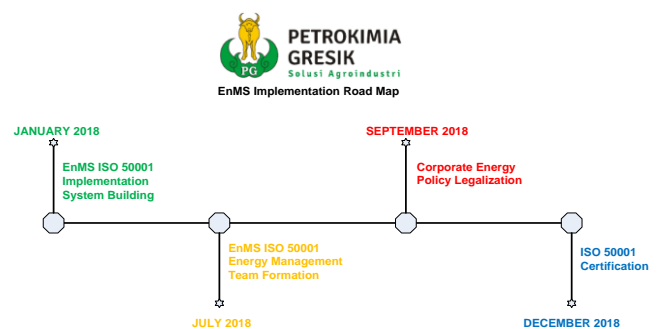 PETROKIMIA
GRESIK
Solusi Agroindustri
PG
EnMS Implementation Road Map
JANUARY 2018
EnMS ISO 50001
Implementation
System Building
SEPTEMBER 2018
Corporate Energy
Policy Legalization
EnMS ISO 50001
Energy Management
Team Formation
JULY 2018
ISO 50001
Certification
DECEMBER 2018